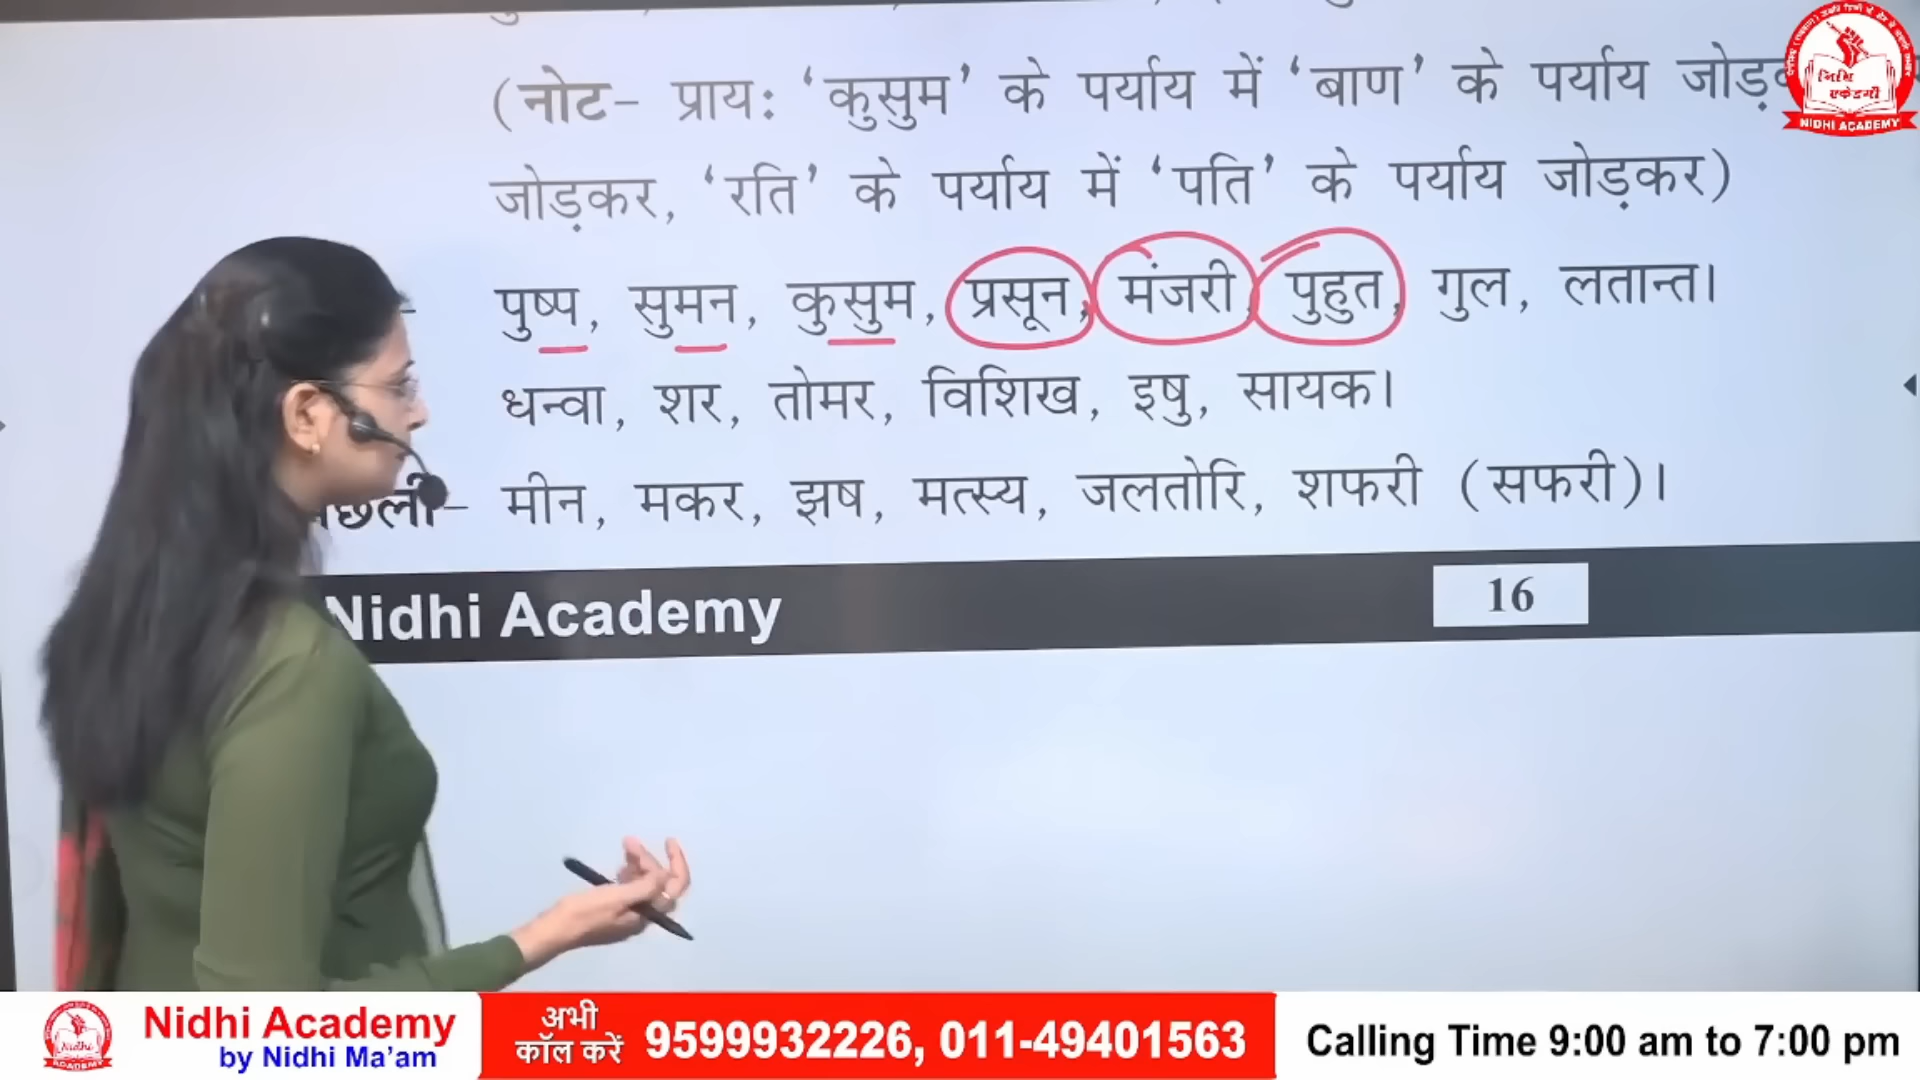 (नोट- प्रायः ‘कुसुम’ के पर्याय में ‘बाण’ के पर्याय
जोड़कर, ‘रति’ के पर्याय में ‘पति’ के पर्याय जोड़कर)
पुष्प, सुमन, कुसुम, प्रसून, मंजरी, पुहुत, गुल, लतान्त।
धन्वा, शर, तोमर, विशिख, इषु, सायक।
मीन, मकर, झष, मत्स्य, जलतोरि, शफरी (सफरी)।
Nidhi Academy 16
निधि
एकेडमी
NIDHI ACADEMY
Nidhi Academy
by Nidhi Ma’am
अभी
कॉल करें
9599932226, 011-49401563
Calling Time 9:00 am to 7:00 pm